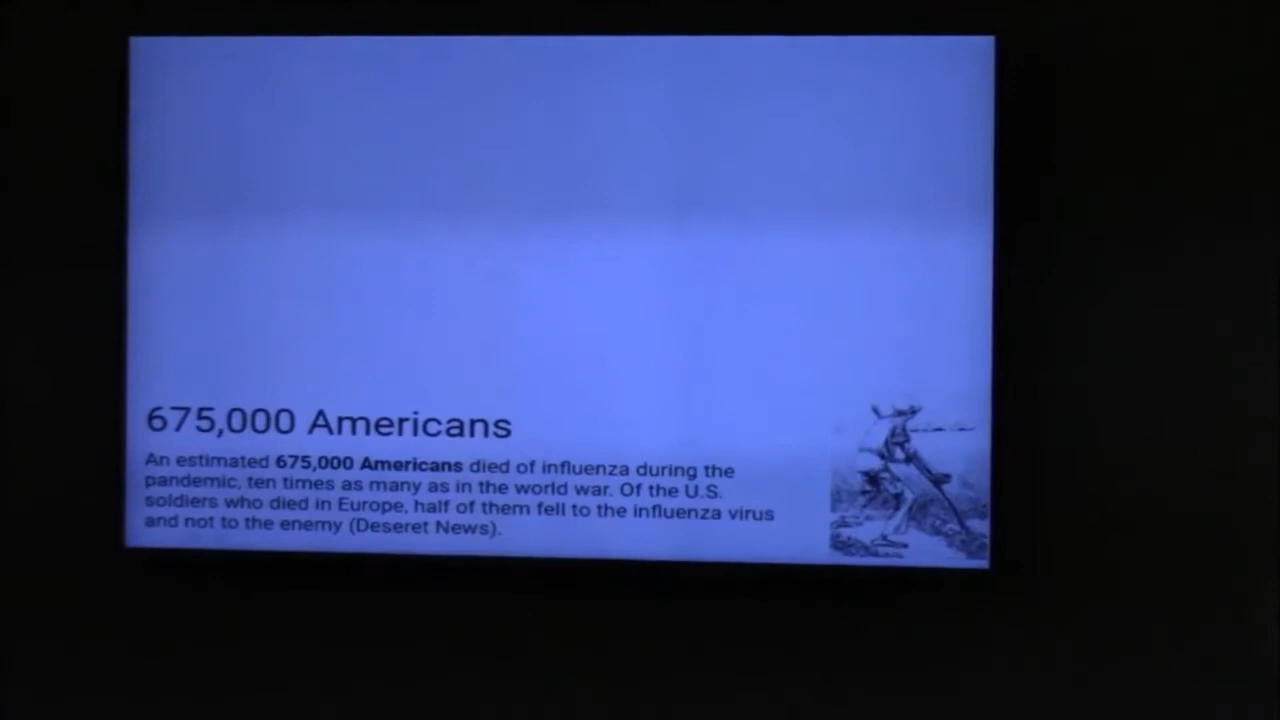 675,000 Americans
An estimated 675,000 Americans died of influenza during the
pandemic, ten times as many as in the world war. Of the U.S.
soldiers who died in Europe, half of them fell to the influenza virus
and not to the enemy (Deseret News).